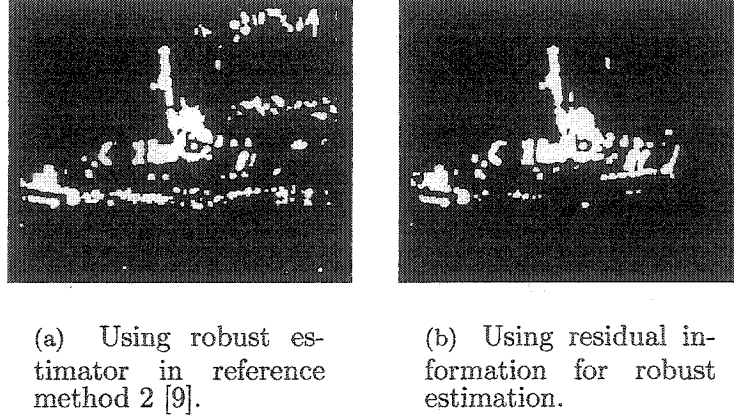 (a) Using robust es-
timator in reference
method 2 [9].
(b) Using residual in-
formation for robust
estimation.